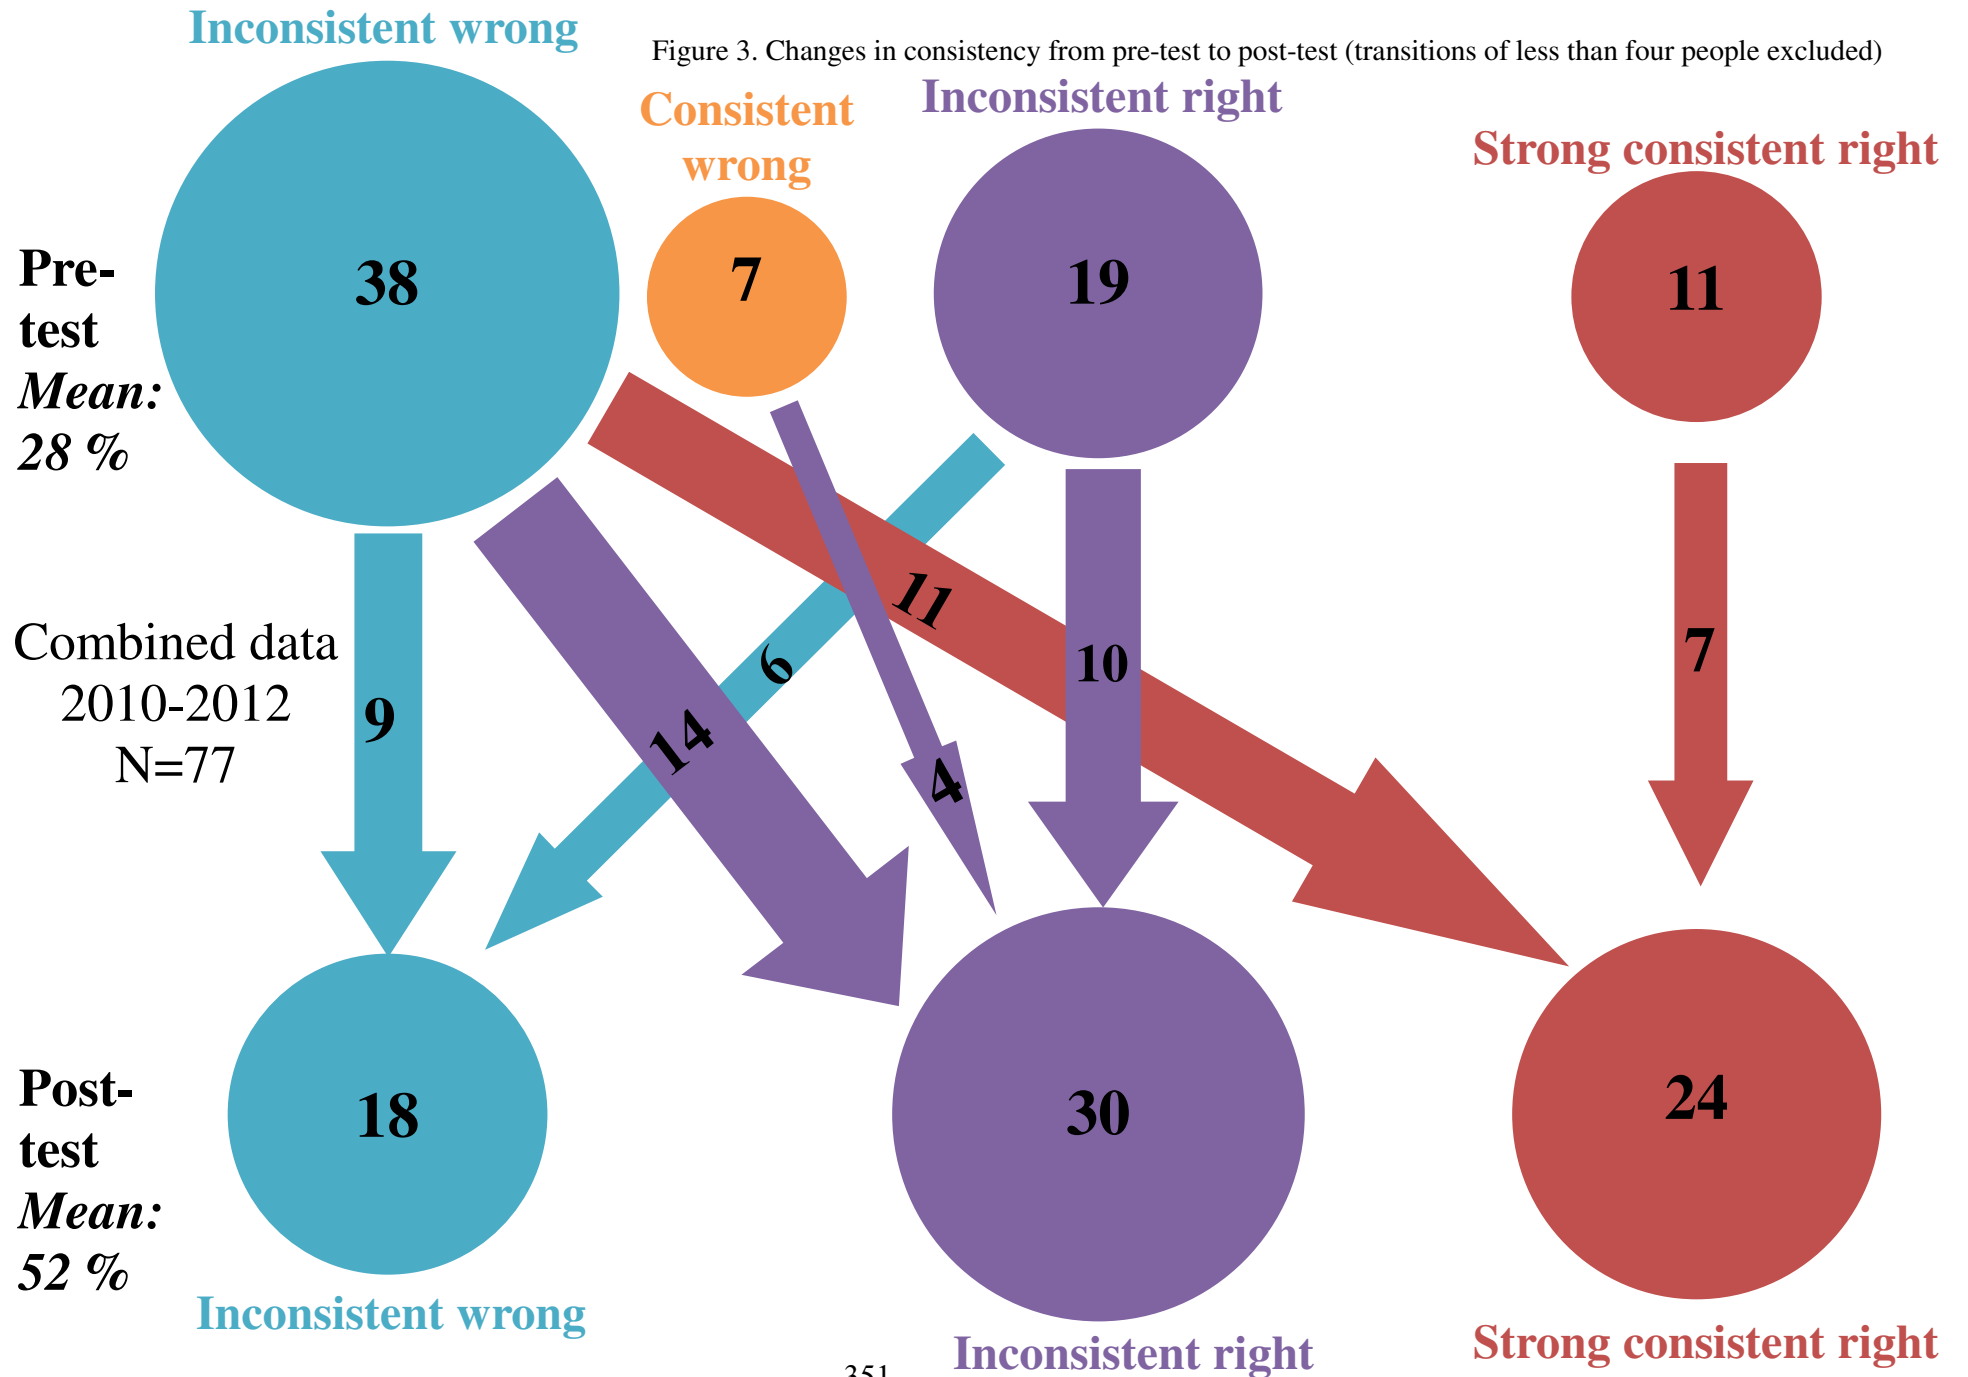 Inconsistent wrong
Figure 3. Changes in consistency from pre-test to post-test (transitions of less than four people excluded)
Consistent
wrong
Inconsistent right
Strong consistent right
Pre-
test
Mean:
28 %
38
7
19
11
Combined data
2010-2012
N=77
9
14
6
4
11
10
7
Post-
test
Mean:
52 %
18
30
24
Inconsistent wrong
Inconsistent right
Strong consistent right
351